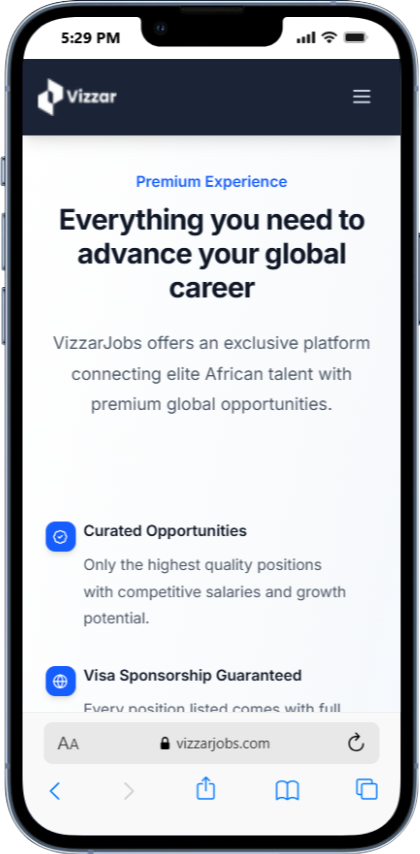 5:29 PM
Vizzar
Premium Experience
Everything you need to
advance your global
career
VizzarJobs offers an exclusive platform
connecting elite African talent with
premium global opportunities.
Curated Opportunities
Only the highest quality positions
with competitive salaries and growth
potential.
Visa Sponsorship Guaranteed
Every position listed comes with full
AA vizzarjobs.com